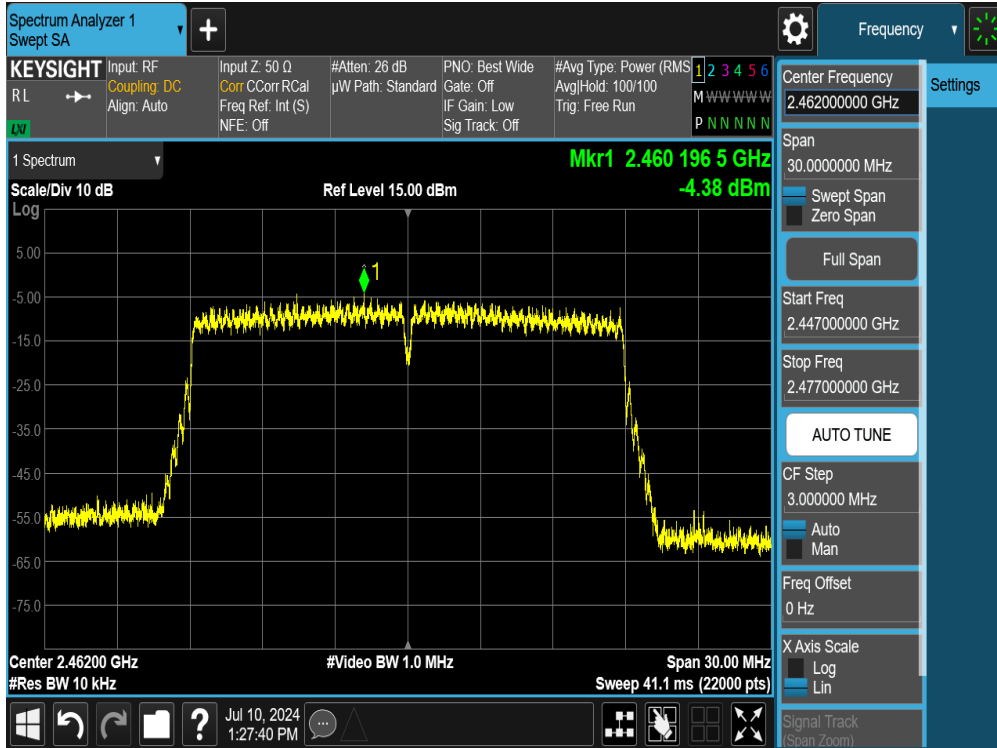 Spectrum Analyzer 1
Swept SA
+
Frequency
KEYSIGHT
R L
LXI
Input: RF
Coupling: DC
Align: Auto
Input Z: 50 Ω
Corr CCorr RCal
Freq Ref: Int (S)
NFE: Off
#Atten: 26 dB
µW Path: Standard
PNO: Best Wide
Gate: Off
IF Gain: Low
Sig Track: Off
#Avg Type: Power (RMS
Avg|Hold: 100/100
Trig: Free Run
1 2 3 4 5 6
M W W W W W
P N N N N N
1 Spectrum
Scale/Div 10 dB
Log
Ref Level 15.00 dBm
Mkr1 2.460 196 5 GHz
-4.38 dBm
1
5.00
-5.00
-15.0
-25.0
-35.0
-45.0
-55.0
-65.0
-75.0
Center 2.46200 GHz
#Res BW 10 kHz
#Video BW 1.0 MHz
Span 30.00 MHz
Sweep 41.1 ms (22000 pts)
Center Frequency
2.462000000 GHz
Settings
Span
30.0000000 MHz
Swept Span
Zero Span
Full Span
Start Freq
2.447000000 GHz
Stop Freq
2.477000000 GHz
AUTO TUNE
CF Step
3.000000 MHz
Auto
Man
Freq Offset
0 Hz
X Axis Scale
Log
Lin
Signal Track
(Span Zoom)
?
Jul 10, 2024
1:27:40 PM